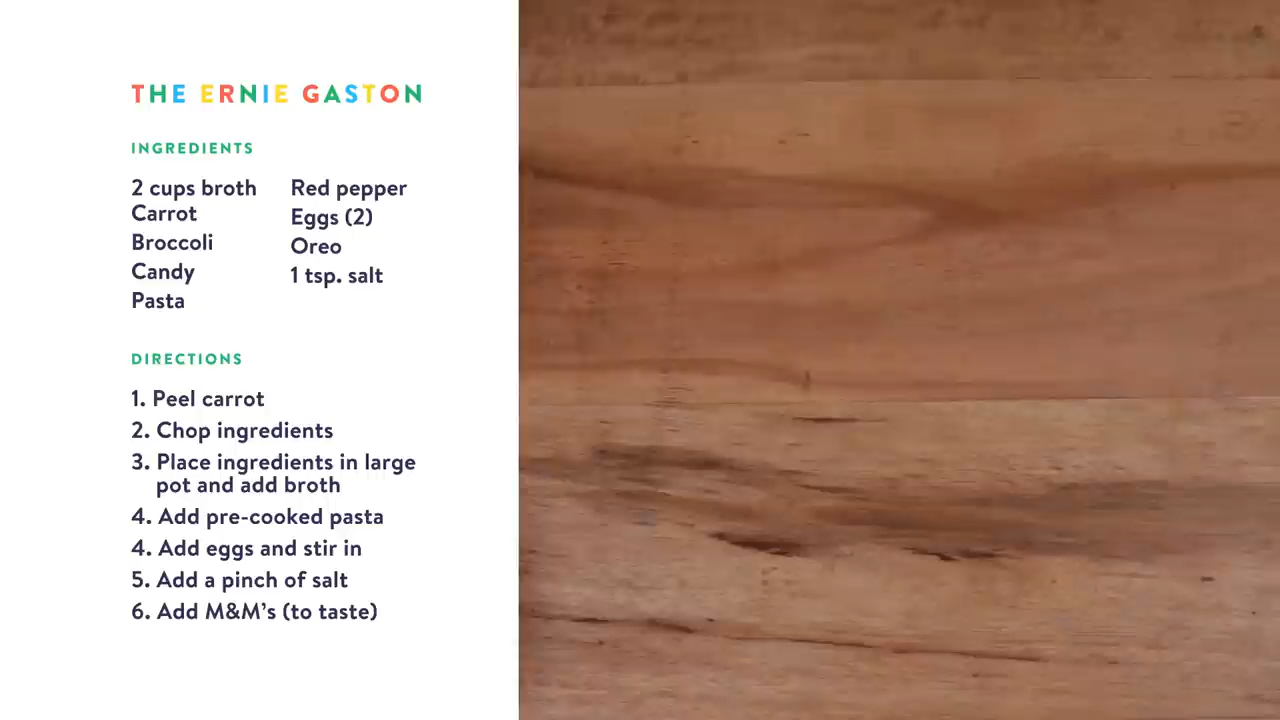 THE ERNIE GASTON
INGREDIENTS
2 cups broth
Carrot
Broccoli
Candy
Pasta
Red pepper
Eggs (2)
Oreo
1 tsp. salt
DIRECTIONS
1. Peel carrot
2. Chop ingredients
3. Place ingredients in large
pot and add broth
4. Add pre-cooked pasta
4. Add eggs and stir in
5. Add a pinch of salt
6. Add M&M's (to taste)